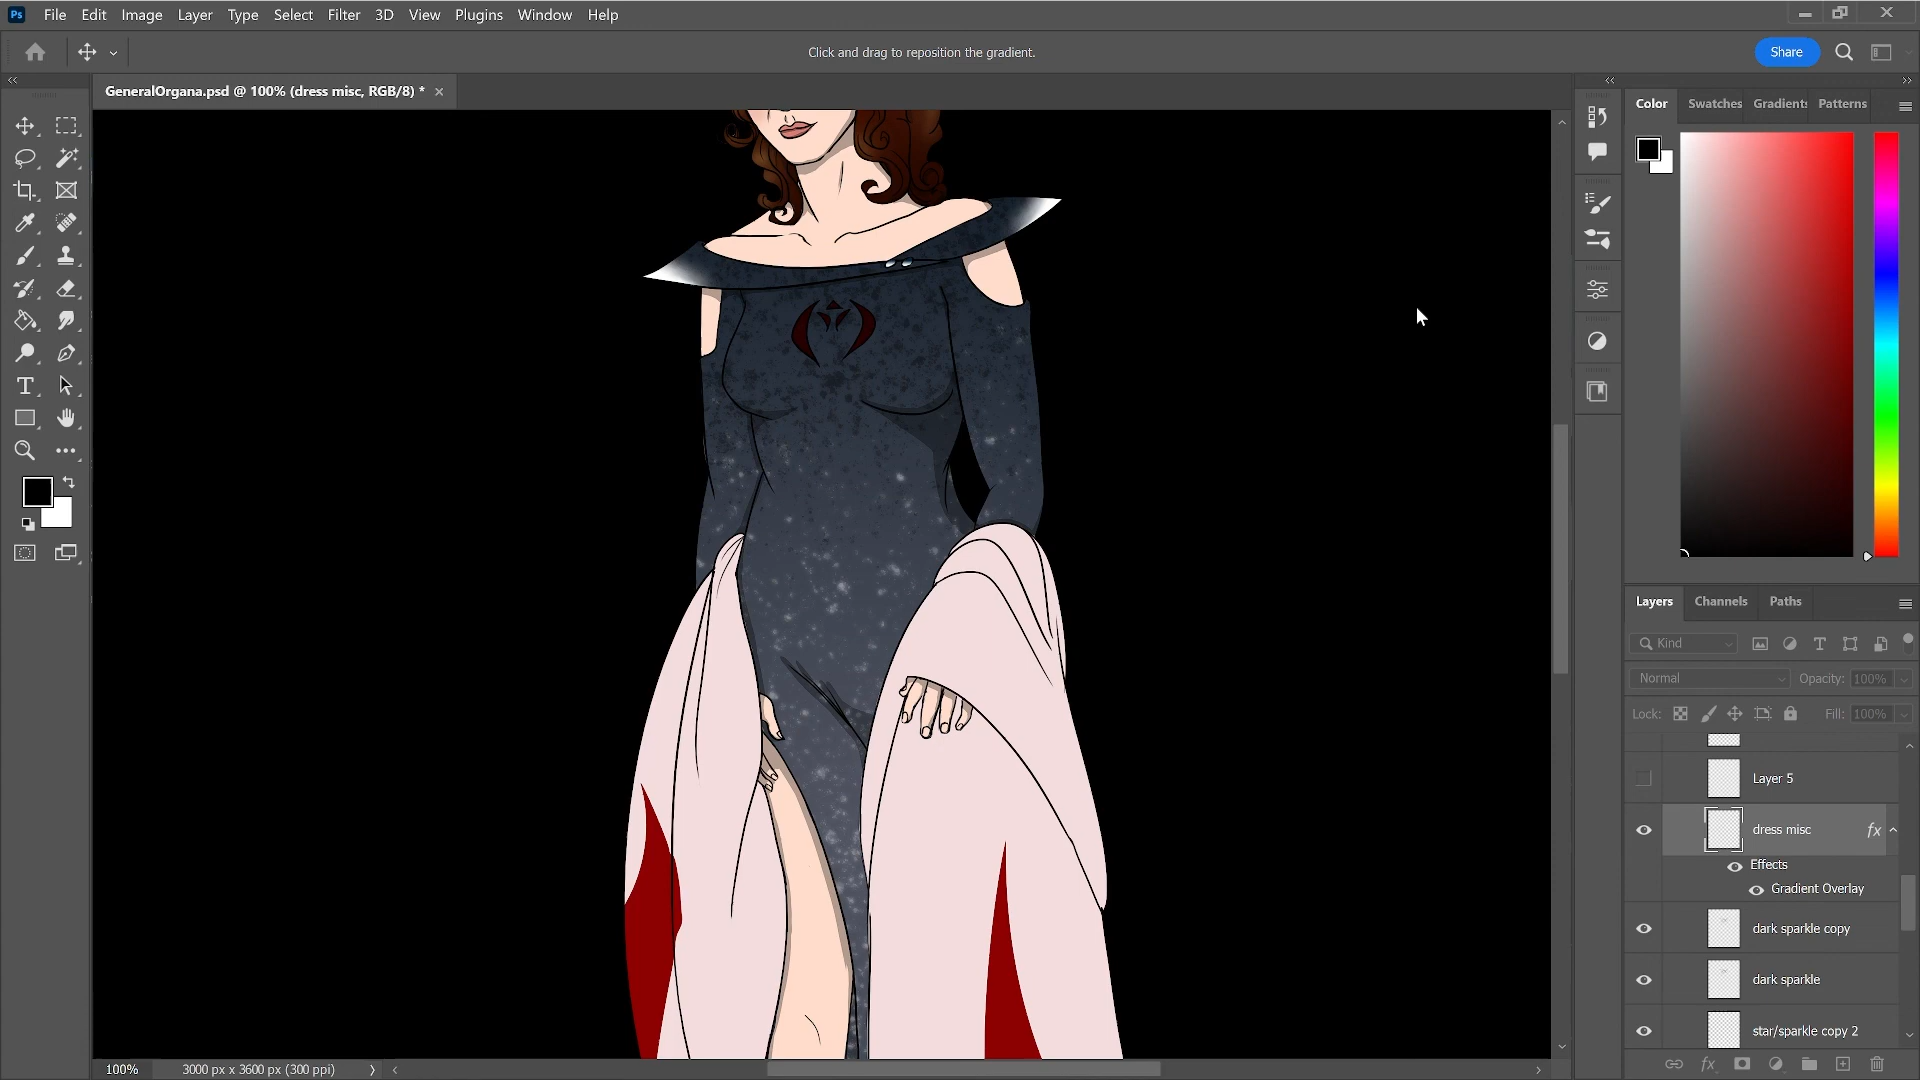 Ps File Edit Image Layer Type Select Filter 3D View Plugins Window Help
Click and drag to reposition the gradient.
Share
GeneralOrgana.psd @ 100% (dress misc, RGB/8) *
Color Swatches Gradients Patterns
Layers Channels Paths
Kind
Normal Opacity: 100%
Lock: Fill: 100%
Layer 5
dress misc fx
Effects
Gradient Overlay
dark sparkle copy
dark sparkle
star/sparkle copy 2
100% 3000 px x 3600 px (300 ppi)
fx